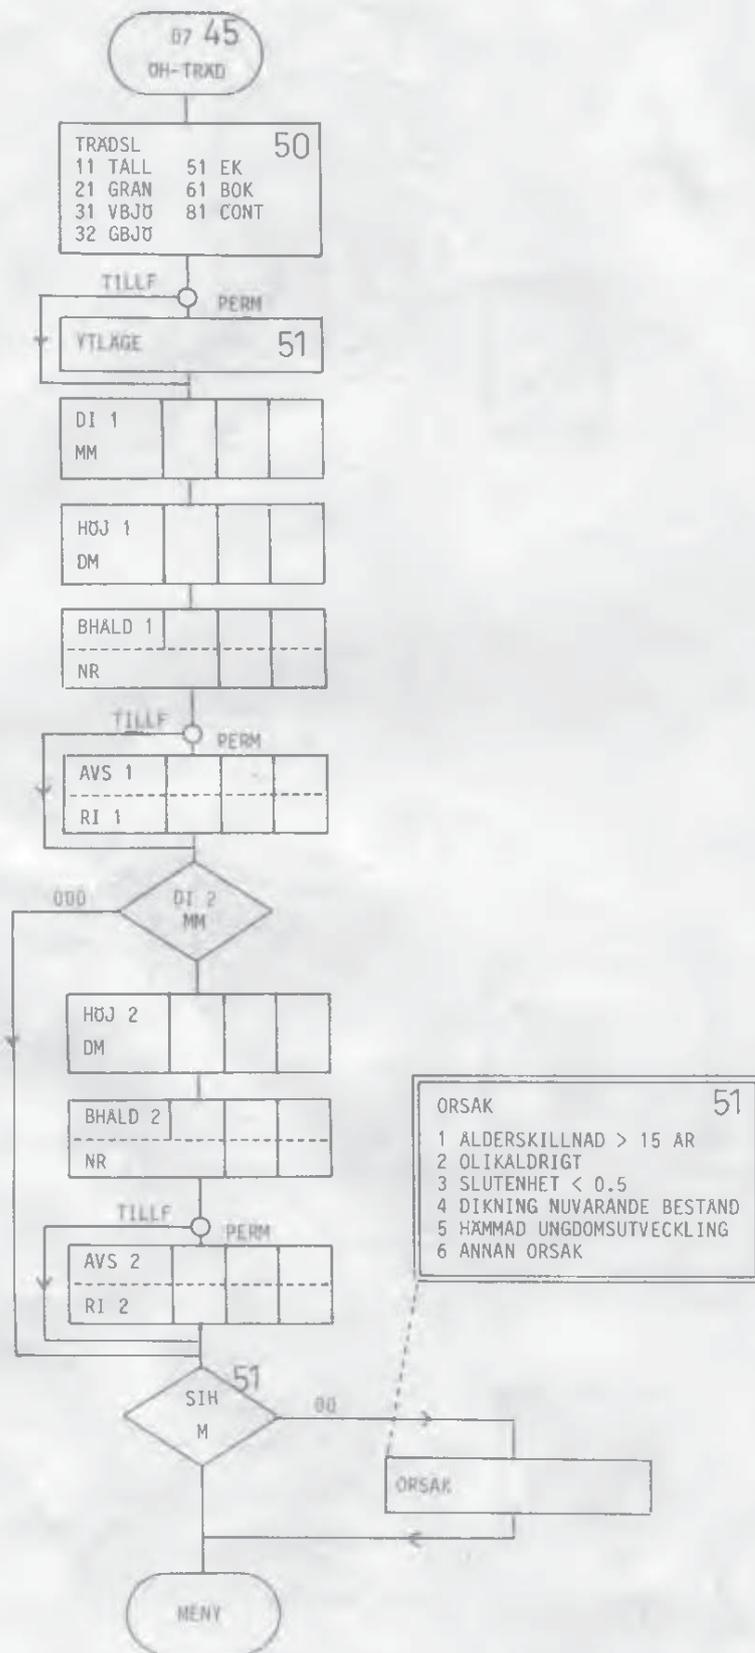 07 45
ÖH-TRÄD
TRÄDSL 50
11 TALL 51 EK
21 GRAN 61 BOK
31 VBJÖ 81 CONT
32 GBJÖ
TILLF
PERM
YTLÄGE 51
DI 1
MM
HÖJ 1
DM
BHÅLD 1
NR
TILLF
PERM
AVS 1
RI 1
000
DI 2
MM
HÖJ 2
DM
BHÅLD 2
NR
TILLF
PERM
AVS 2
RI 2
ORSAK 51
1 ÅLDERSKILLNAD > 15 ÅR
2 OLIKÅLDRIGT
3 SLUTENHET < 0.5
4 DIKNING NUVARANDE BESTÅND
5 HÄMMAD UNGDOMSUTVECKLING
6 ANNAN ORSAK
51
SIH
M
00
ORSAK
MENY